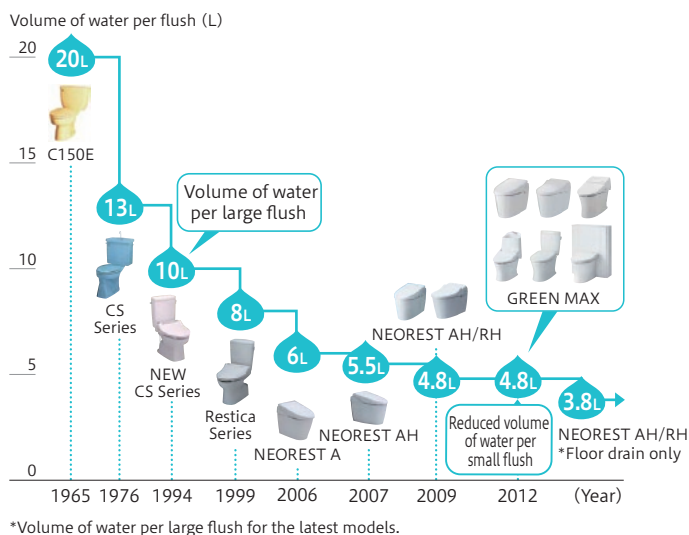 Volume of water per flush (L)
20
20L
C150E
15
Volume of water
per large flush
13L
10
10L
CS
Series
8L
GREEN MAX
NEOREST AH/RH
NEW
CS Series
6L
5.5L
4.8L
4.8L
5
3.8L
Restica
Series
NEOREST A
NEOREST AH
Reduced volume
of water per
small flush
NEOREST AH/RH
*Floor drain only
0
1965 1976 1994 1999 2006 2007 2009 2012 (Year)
*Volume of water per large flush for the latest models.